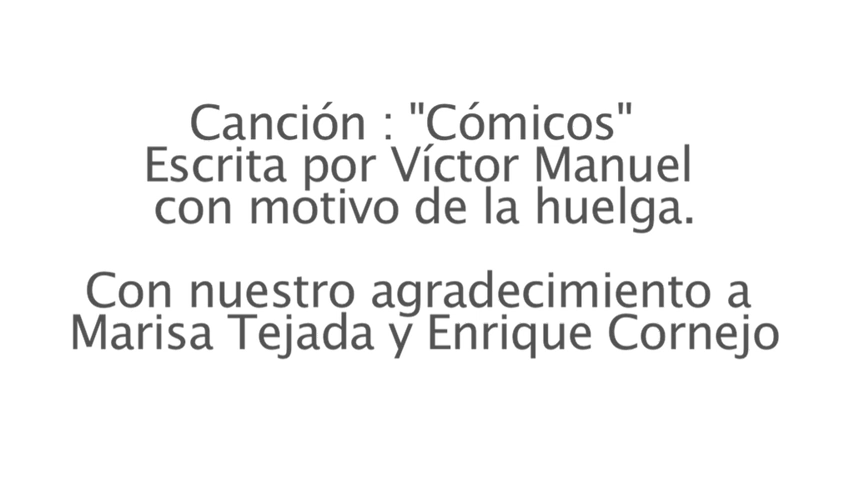 Canción : "Cómicos"
Escrita por Víctor Manuel
con motivo de la huelga.
Con nuestro agradecimiento a
Marisa Tejada y Enrique Cornejo